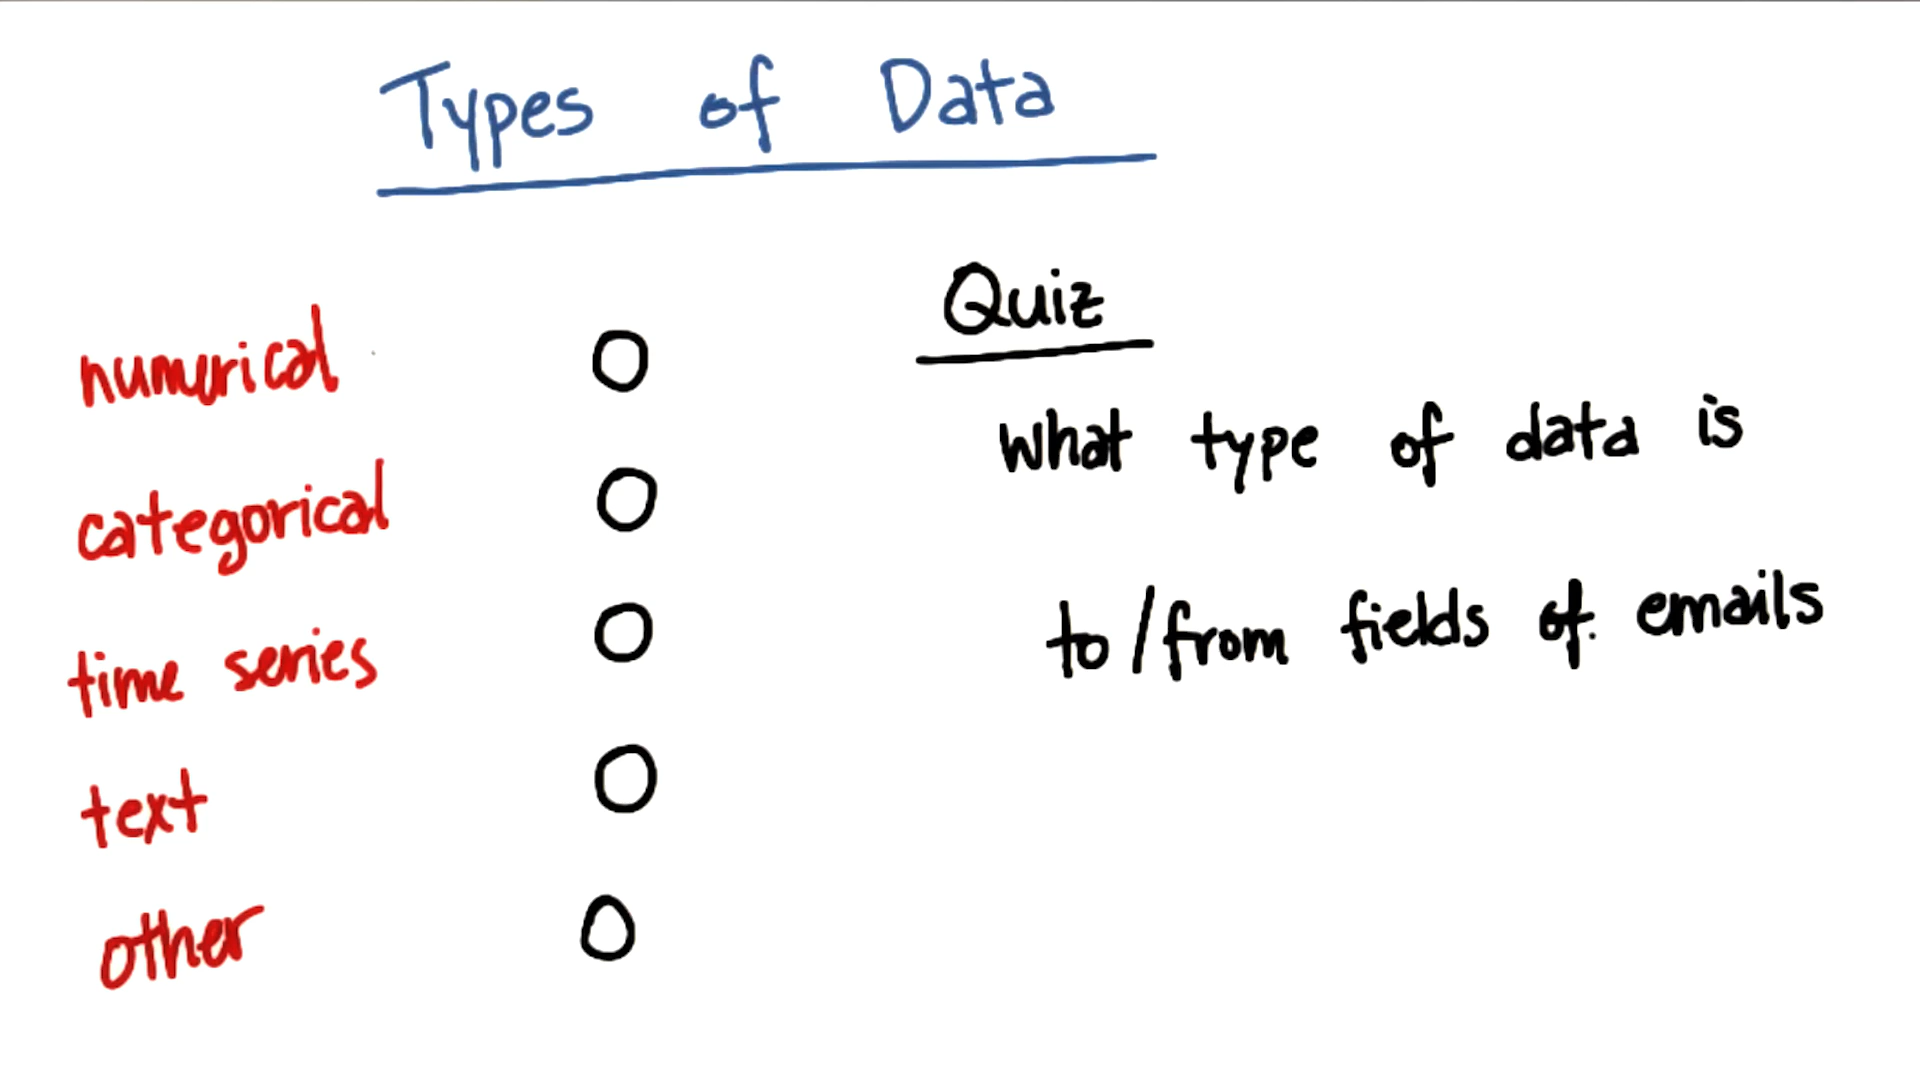 Types of Data
numerical
categorical
time series
text
other
Quiz
What type of data is
to/from fields of emails